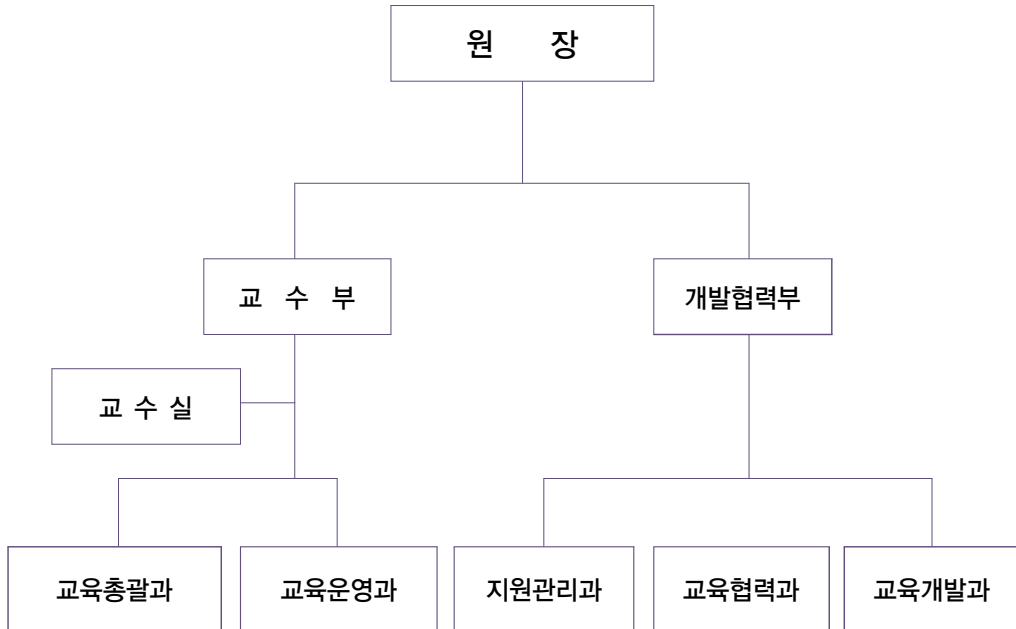 원 장
교 수 부
개발협력부
교 수 실
교육총괄과
교육운영과
지원관리과
교육협력과
교육개발과